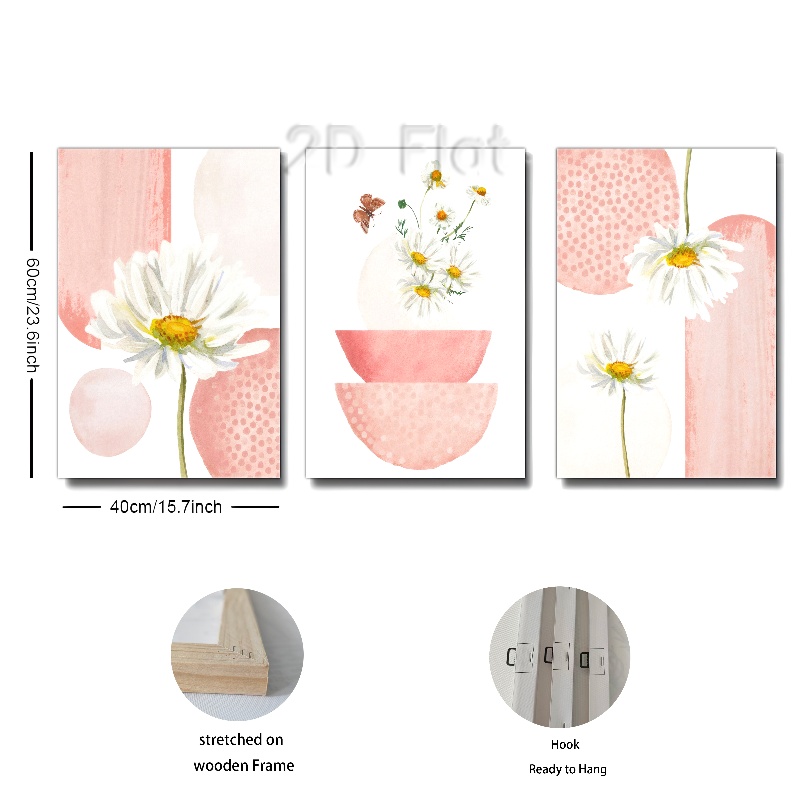 2D Flat
60cm/23.6inch
40cm/15.7inch
stretched on
wooden Frame
Hook
Ready to Hang